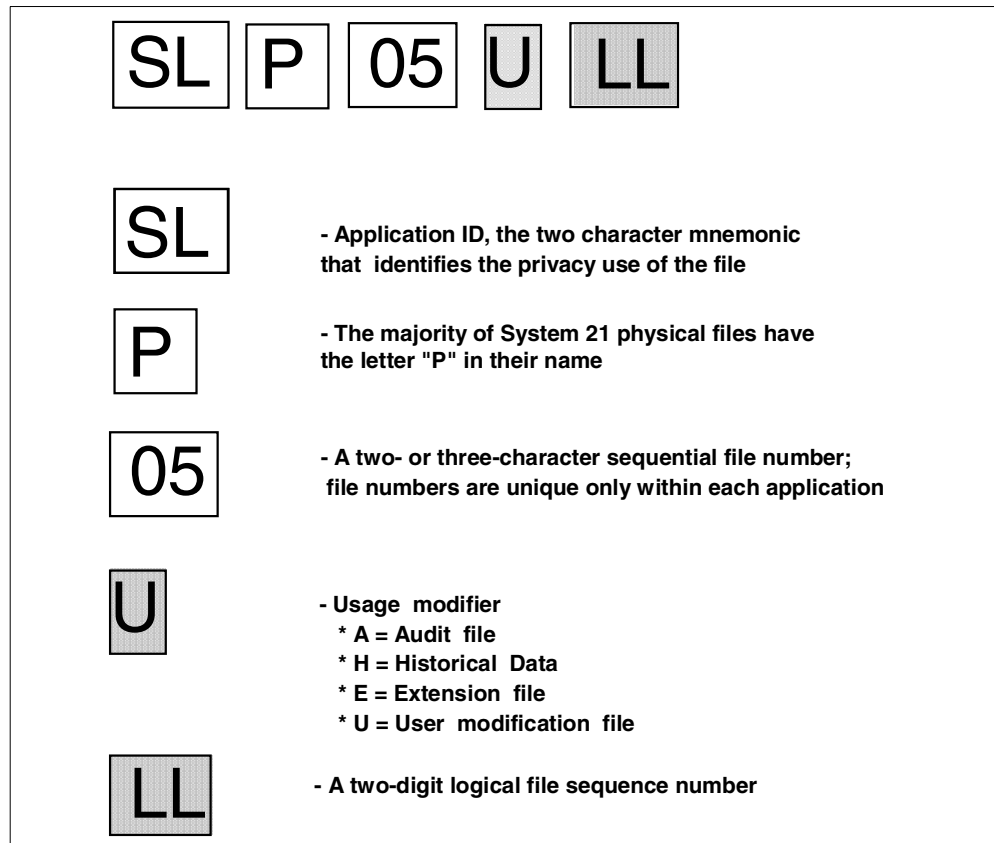 SL P 05 U LL
SL
- Application ID, the two character mnemonic
that identifies the privacy use of the file
P
- The majority of System 21 physical files have
the letter "P" in their name
05
- A two- or three-character sequential file number;
file numbers are unique only within each application
U
- Usage modifier
* A = Audit file
* H = Historical Data
* E = Extension file
* U = User modification file
LL
- A two-digit logical file sequence number